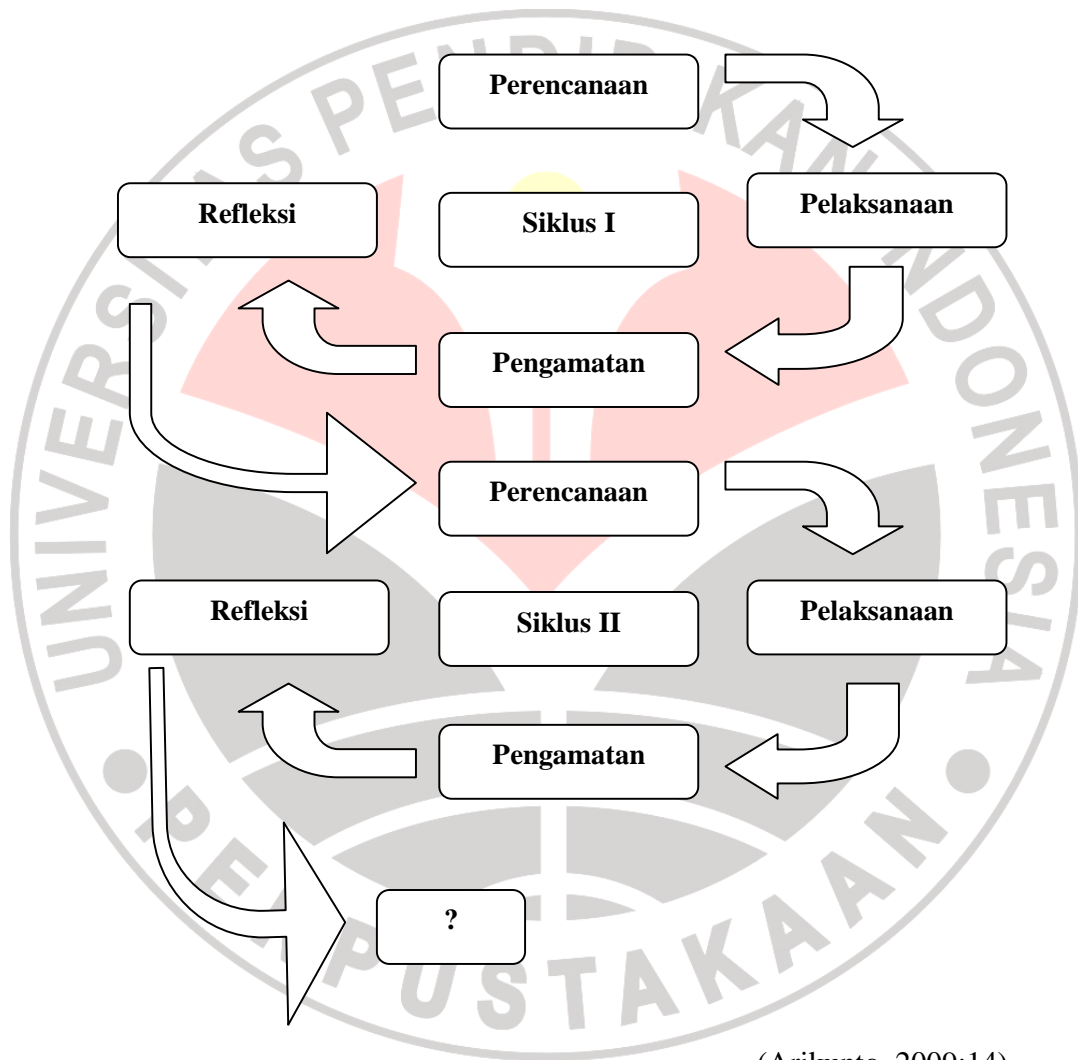 UNIVERSITAS PENDIDIKAN INDONESIA
Perencanaan
Refleksi
Siklus I
Pelaksanaan
Pengamatan
Perencanaan
Refleksi
Siklus II
Pelaksanaan
Pengamatan
?
PERPUSTAKAAN
(Arikunto, 2009:14)